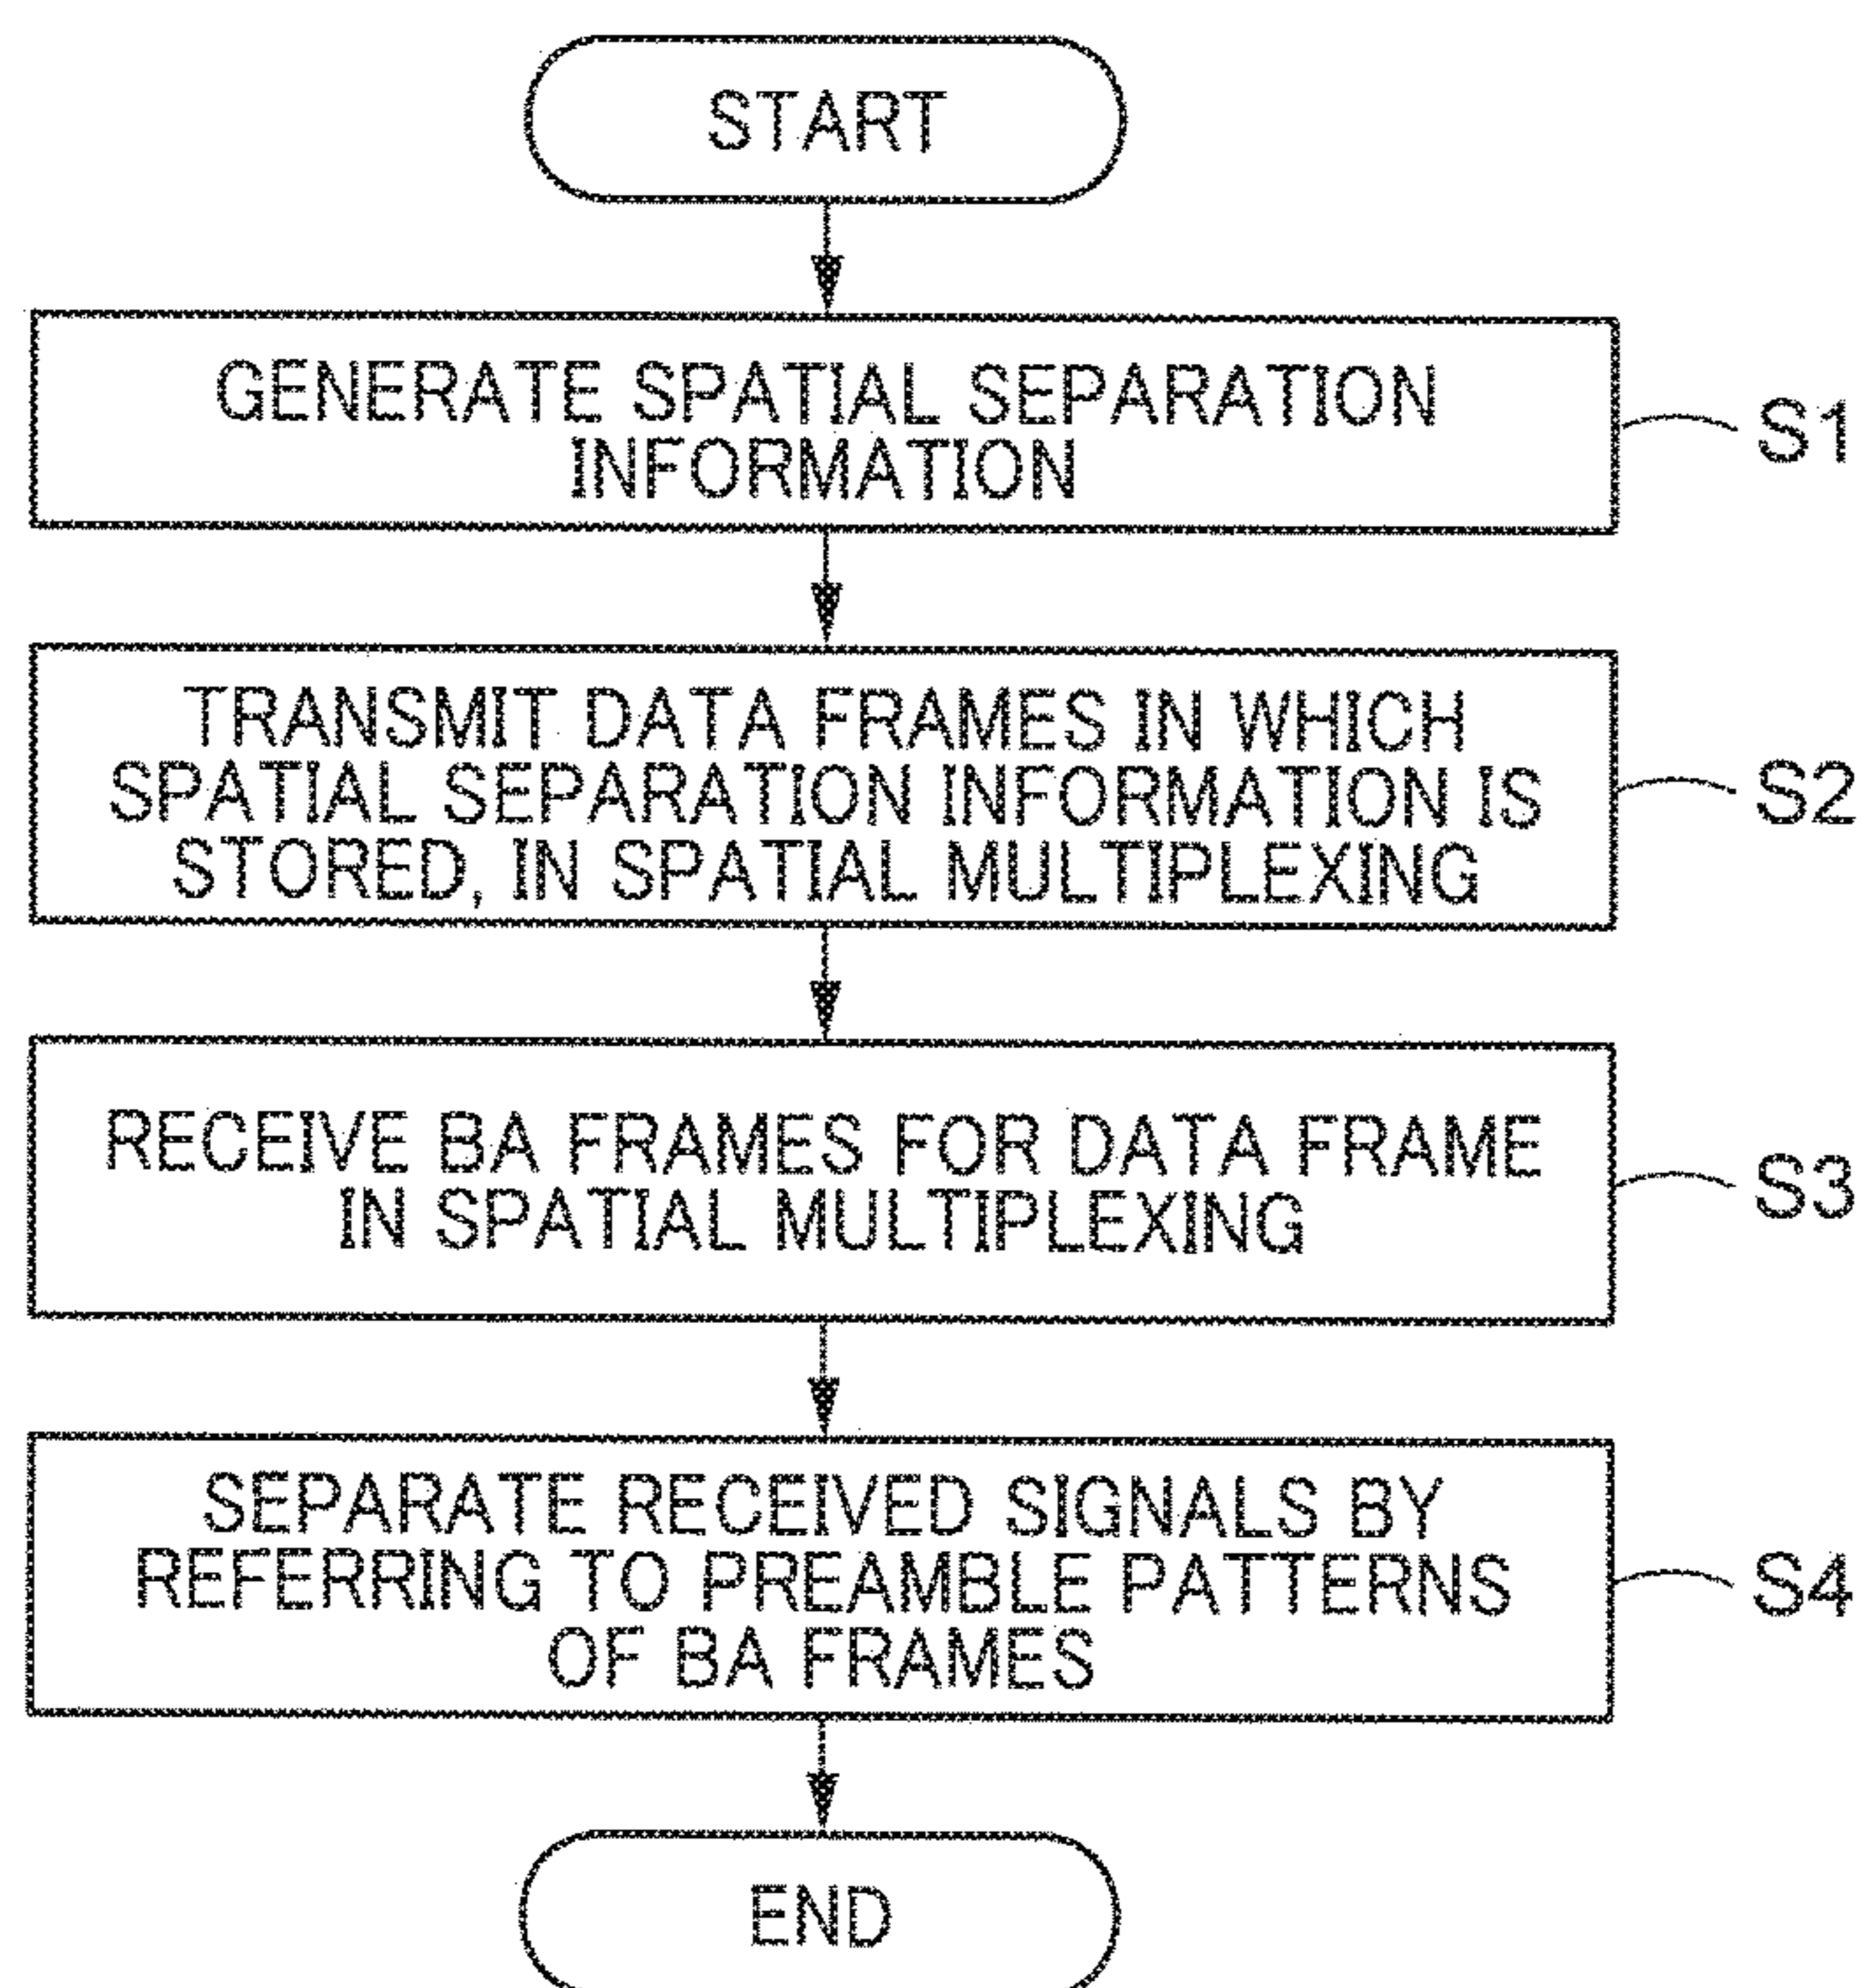 START
GENERATE SPATIAL SEPARATION
INFORMATION
S1
TRANSMIT DATA FRAMES IN WHICH
SPATIAL SEPARATION INFORMATION IS
STORED, IN SPATIAL MULTIPLEXING
S2
RECEIVE BA FRAMES FOR DATA FRAME
IN SPATIAL MULTIPLEXING
S3
SEPARATE RECEIVED SIGNALS BY
REFERRING TO PREAMBLE PATTERNS
OF BA FRAMES
S4
END